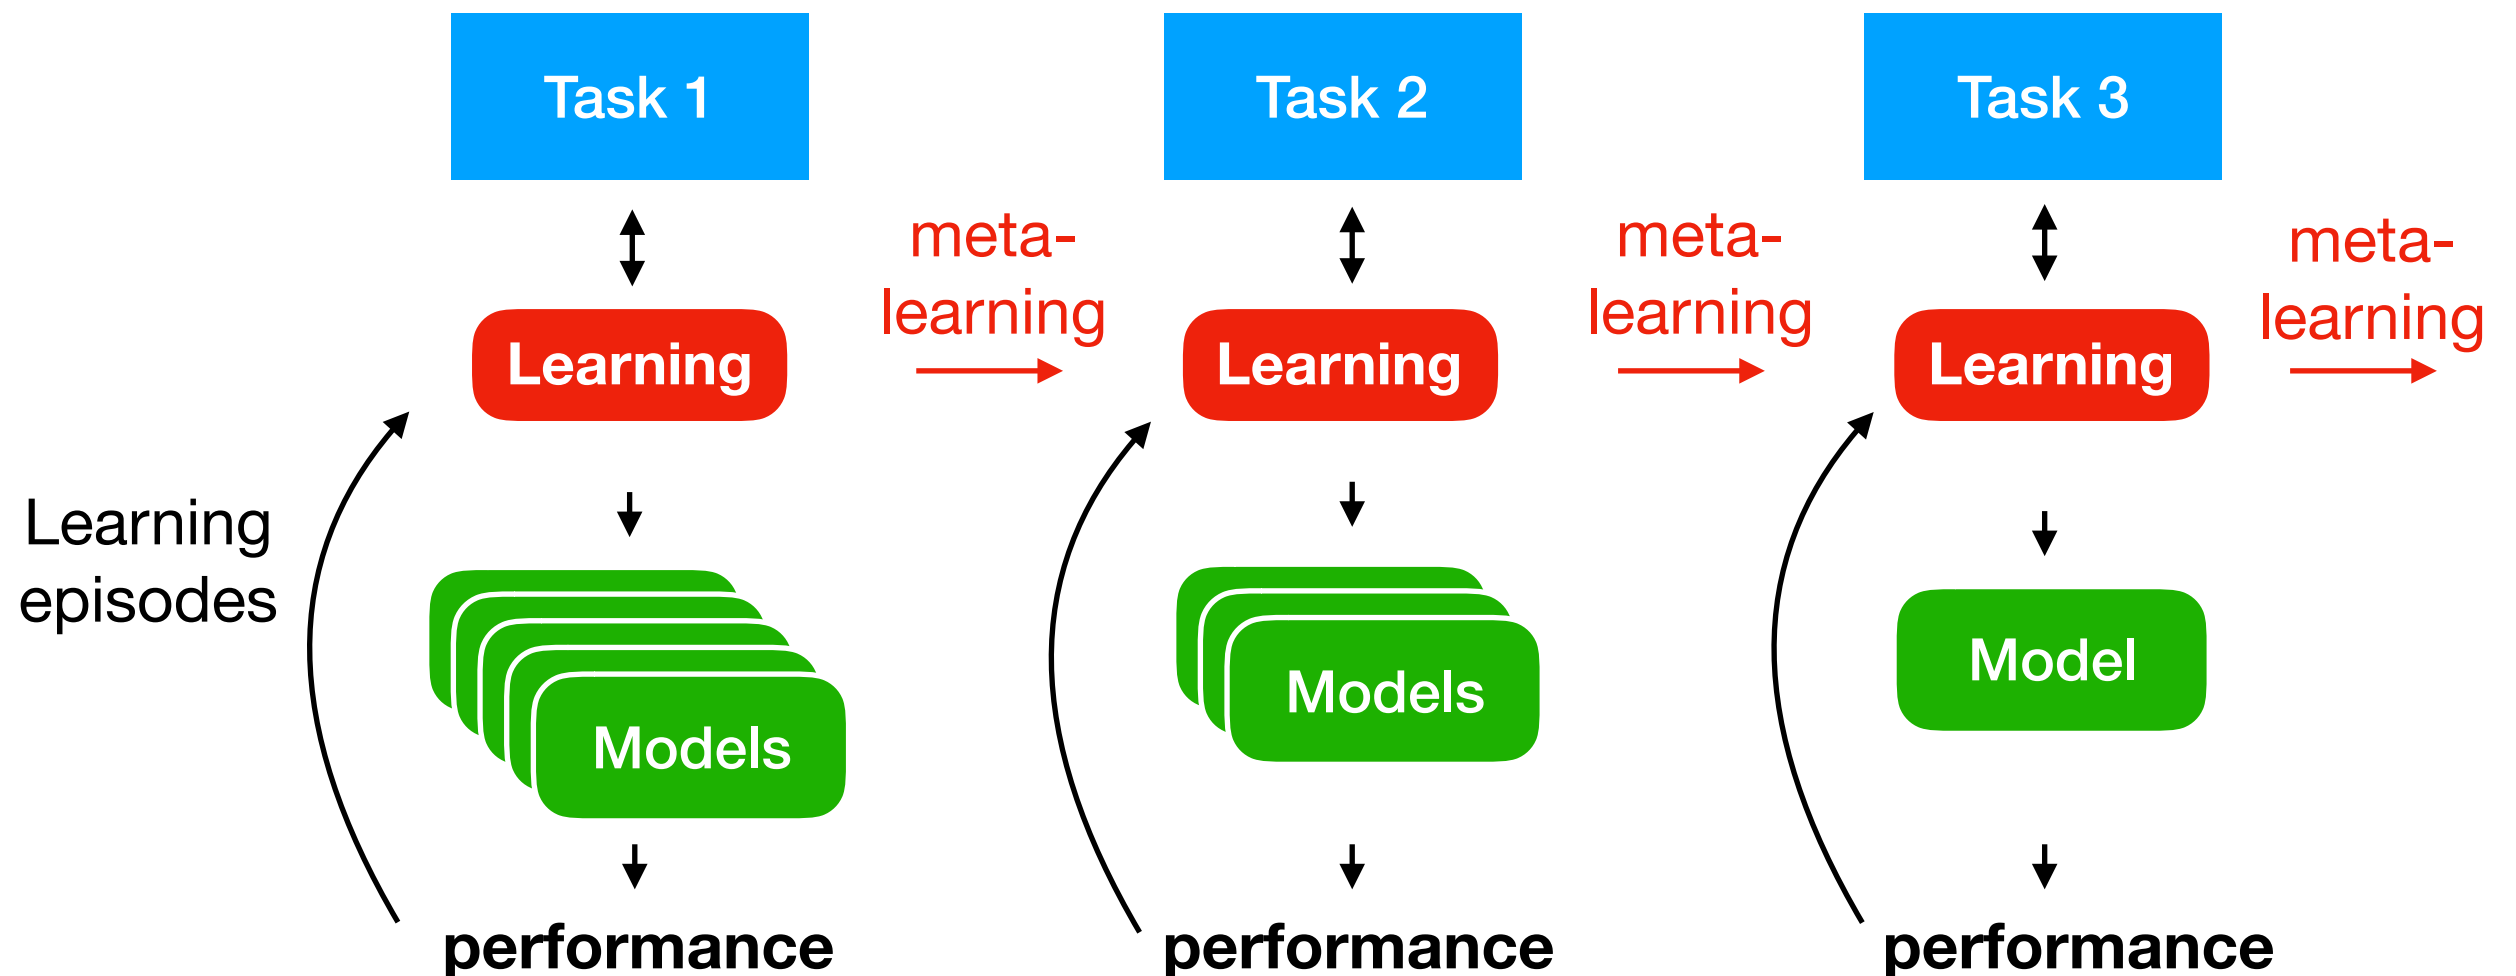 Task 1
Task 2
Task 3
meta-
learning
meta-
learning
meta-
learning
Learning
Learning
Learning
Learning
episodes
Models
Models
Model
performance
performance
performance